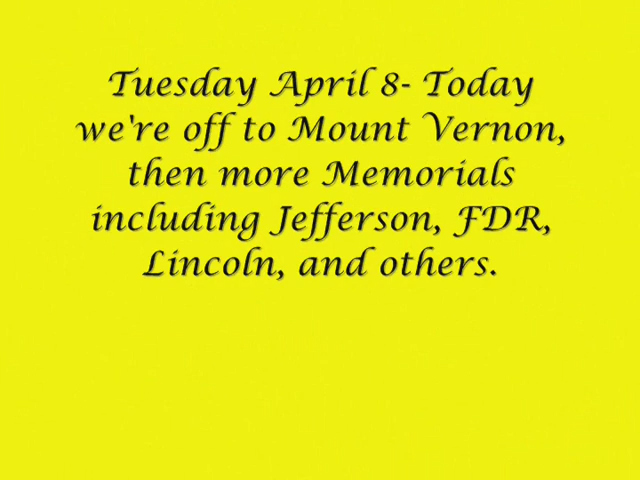 Tuesday April 8- Today
we're off to Mount Vernon,
then more Memorials
including Jefferson, FDR,
Lincoln, and others.